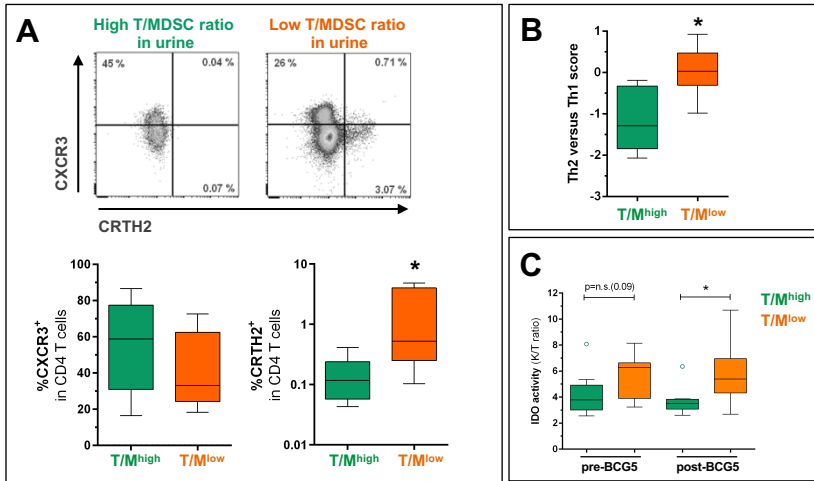 A
High T/MDSC ratio
in urine
Low T/MDSC ratio
in urine
45 %
0.04 %
26 %
0.71 %
0.07 %
3.07 %
CXCR3
CRTH2
100
80
60
40
20
0
%CXCR3+
in CD4 T cells
T/Mhigh
T/Mlow
*
10
1
0.1
0.01
%CRTH2+
in CD4 T cells
T/Mhigh
T/Mlow
B
*
1
0
-1
-2
-3
Th2 versus Th1 score
T/Mhigh
T/Mlow
C
T/Mhigh
T/Mlow
p=n.s.(0.09)
*
12
10
8
6
4
2
0
IDO activity (K/T ratio)
pre-BCG5
post-BCG5